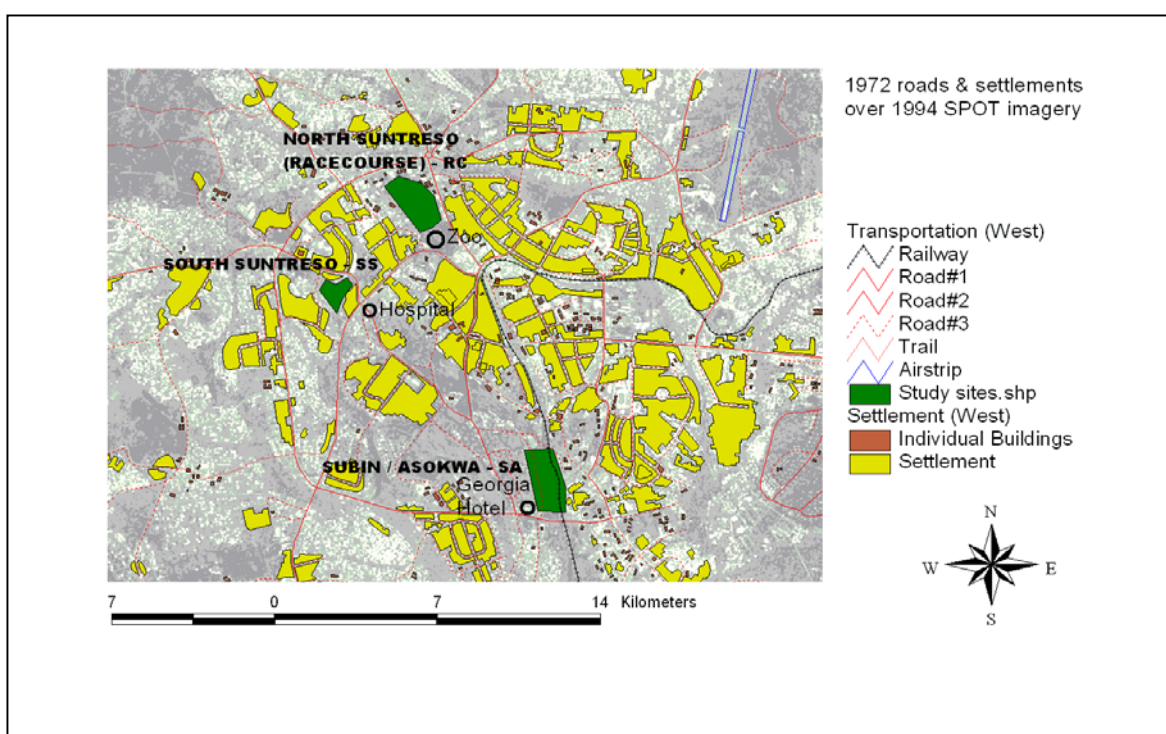 1972 roads & settlements
over 1994 SPOT imagery
NORTH SUNTRESO
(RACECOURSE) - RC
Zoo
SOUTH SUNTRESO - SS
Hospital
SUBIN / ASOKWA - SA
Georgia
Hotel
Transportation (West)
Railway
Road#1
Road#2
Road#3
Trail
Airstrip
Study sites.shp
Settlement (West)
Individual Buildings
Settlement
N
W E
S
7 0 7 14 Kilometers